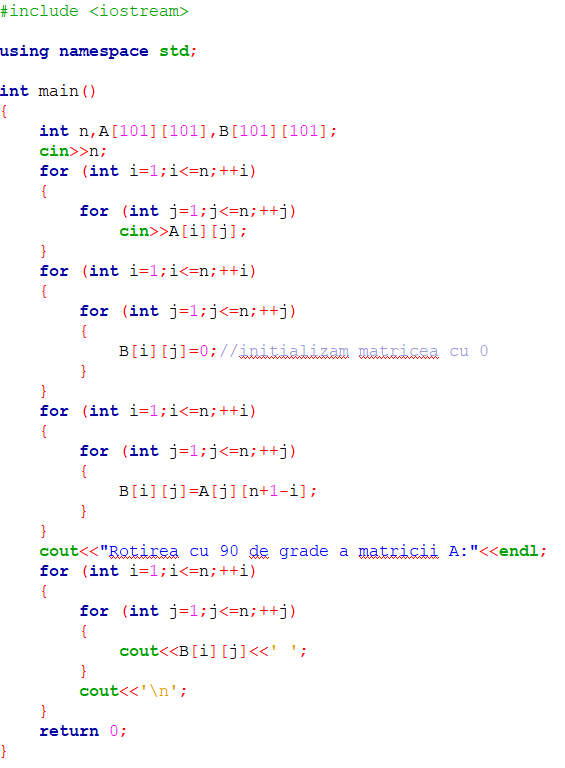 #include <iostream>

using namespace std;

int main()
{
    int n,A[101][101],B[101][101];
    cin>>n;
    for (int i=1;i<=n;++i)
    {
        for (int j=1;j<=n;++j)
            cin>>A[i][j];
    }
    for (int i=1;i<=n;++i)
    {
        for (int j=1;j<=n;++j)
        {
            B[i][j]=0;//initializam matricea cu 0
        }
    }
    for (int i=1;i<=n;++i)
    {
        for (int j=1;j<=n;++j)
        {
            B[i][j]=A[j][n+1-i];
        }
    }
    cout<<"Rotirea cu 90 de grade a matricii A:"<<endl;
    for (int i=1;i<=n;++i)
    {
        for (int j=1;j<=n;++j)
        {
            cout<<B[i][j]<<' ';
        }
        cout<<'\n';
    }
    return 0;
}